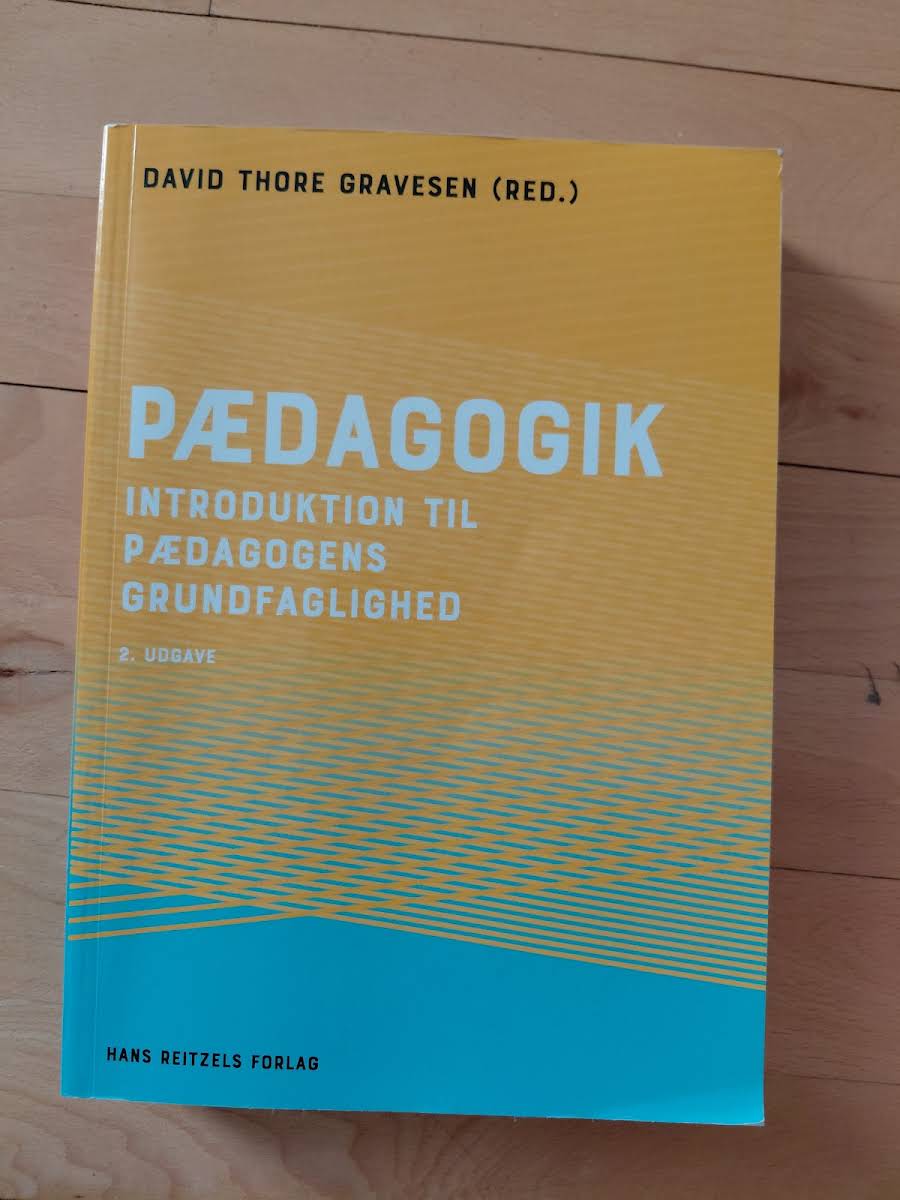 DAVID THORE GRAVESEN (RED.)
PÆDAGOGIK
INTRODUKTION TIL
PÆDAGOGENS
GRUNDFAGLIGHED
2. UDGAVE
HANS REITZELS FORLAG